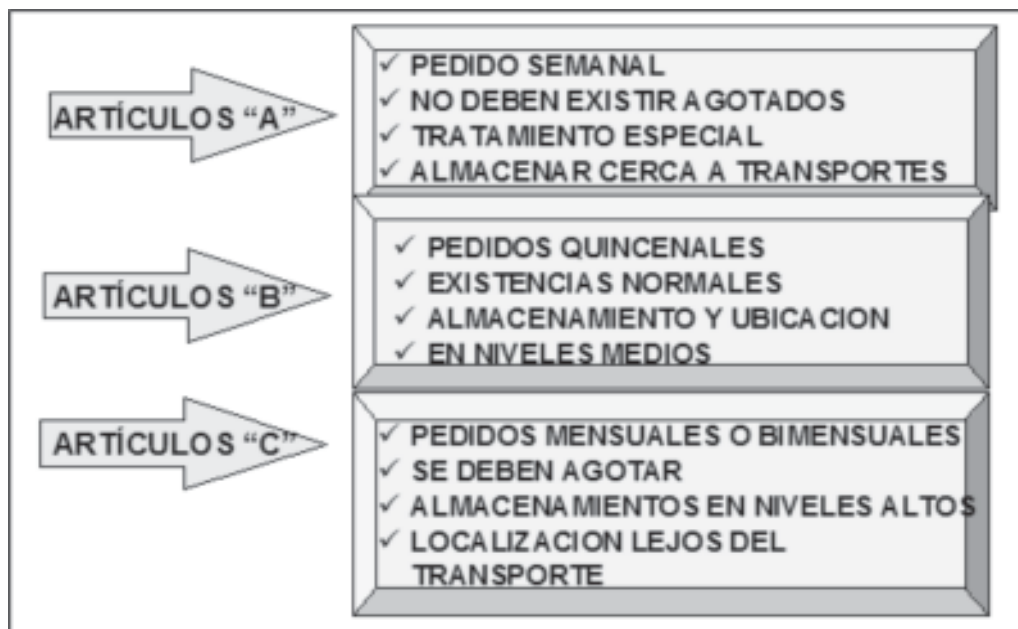 ARTÍCULOS “A”
✓ PEDIDO SEMANAL
✓ NO DEBEN EXISTIR AGOTADOS
✓ TRATAMIENTO ESPECIAL
✓ ALMACENAR CERCA A TRANSPORTES
ARTÍCULOS “B”
✓ PEDIDOS QUINCENALES
✓ EXISTENCIAS NORMALES
✓ ALMACENAMIENTO Y UBICACION
✓ EN NIVELES MEDIOS
ARTÍCULOS “C”
✓ PEDIDOS MENSUALES O BIMENSUALES
✓ SE DEBEN AGOTAR
✓ ALMACENAMIENTOS EN NIVELES ALTOS
✓ LOCALIZACION LEJOS DEL
TRANSPORTE